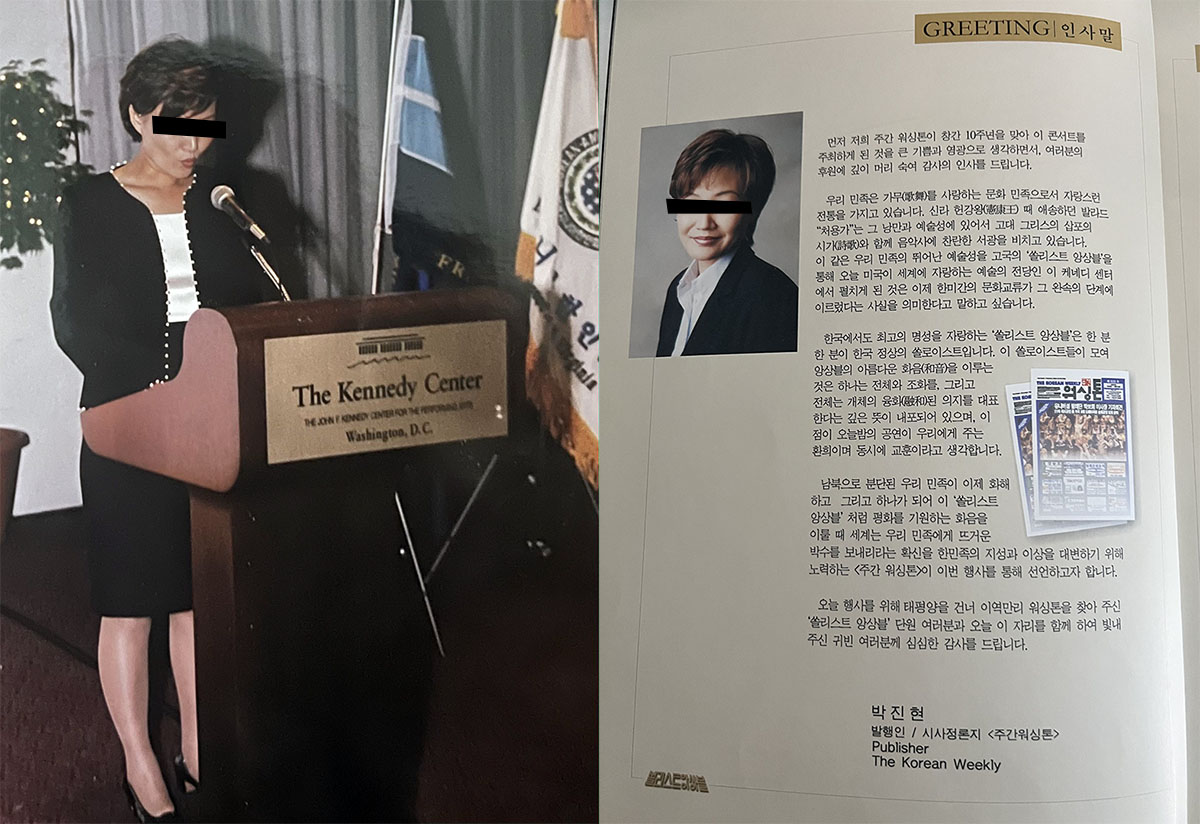 The Kennedy Center
THE JOHN F. KENNEDY CENTER FOR THE PERFORMING ARTS
Washington, D.C.
FR
GREETING | 인사말
먼저 저희 주간 워싱톤이 창간 10주년을 맞아 이 콘서트를
주최하게 된 것을 큰 기쁨과 영광으로 생각하면서, 여러분의
후원에 깊이 머리 숙여 감사의 인사를 드립니다.
우리 민족은 가무(歌舞)를 사랑하는 문화 민족으로서 자랑스런
전통을 가지고 있습니다. 신라 헌강왕(憲康王) 때 애송하던 발라드
“처용가”는 그 낭만과 예술성에 있어서 고대 그리스의 삽포의
시가(詩歌)와 함께 음악사에 찬란한 서광을 비치고 있습니다.
이 같은 우리 민족의 뛰어난 예술성을 고국의 ‘쏠리스트 앙상블’을
통해 오늘 미국이 세계에 자랑하는 예술의 전당인 이 케네디 센터
에서 펼치게 된 것은 이제 한미간의 문화교류가 그 완속의 단계에
이르렀다는 사실을 의미한다고 말하고 싶습니다.
한국에서도 최고의 명성을 자랑하는 ‘쏠리스트 앙상블’은 한 분
한 분이 한국 정상의 쏠로이스트입니다. 이 쏠로이스트들이 모여
앙상블의 아름다운 화음(和音)을 이루는
것은 하나는 전체와 조화를, 그리고
전체는 개체의 융화(融和)된 의지를 대표
한다는 깊은 뜻이 내포되어 있으며, 이
점이 오늘밤의 공연이 우리에게 주는
환희이며 동시에 교훈이라고 생각합니다.
THE KOREAN WEEKLY
워싱톤
남북으로 분단된 우리 민족이 이제 화해
하고 그리고 하나가 되어 이 ‘쏠리스트
앙상블’ 처럼 평화를 기원하는 화음을
이룰 때 세계는 우리 민족에게 뜨거운
박수를 보내리라는 확신을 한민족의 지성과 이상을 대변하기 위해
노력하는 <주간 워싱톤>이 이번 행사를 통해 선언하고자 합니다.
오늘 행사를 위해 태평양을 건너 이역만리 워싱톤을 찾아 주신
‘쏠리스트 앙상블’ 단원 여러분과 오늘 이 자리를 함께 하여 빛내
주신 귀빈 여러분께 심심한 감사를 드립니다.
박진현
발행인 / 시사정론지 <주간워싱톤>
Publisher
The Korean Weekly
쏠리스트앙상블